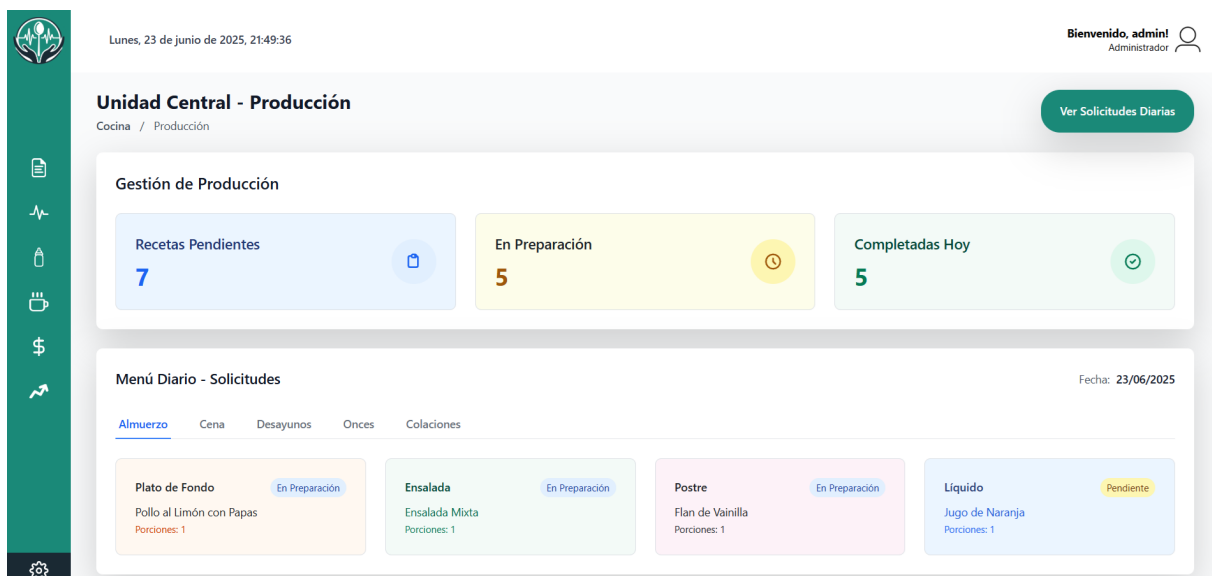 Lunes, 23 de junio de 2025, 21:49:36
Bienvenido, admin!
Administrador
Unidad Central - Producción
Cocina / Producción
Ver Solicitudes Diarias
Gestión de Producción
Recetas Pendientes
7
En Preparación
5
Completadas Hoy
5
Menú Diario - Solicitudes
Fecha: 23/06/2025
Almuerzo Cena Desayunos Onces Colaciones
Plato de Fondo En Preparación
Pollo al Limón con Papas
Porciones: 1
Ensalada En Preparación
Ensalada Mixta
Porciones: 1
Postre En Preparación
Flan de Vainilla
Porciones: 1
Líquido Pendiente
Jugo de Naranja
Porciones: 1